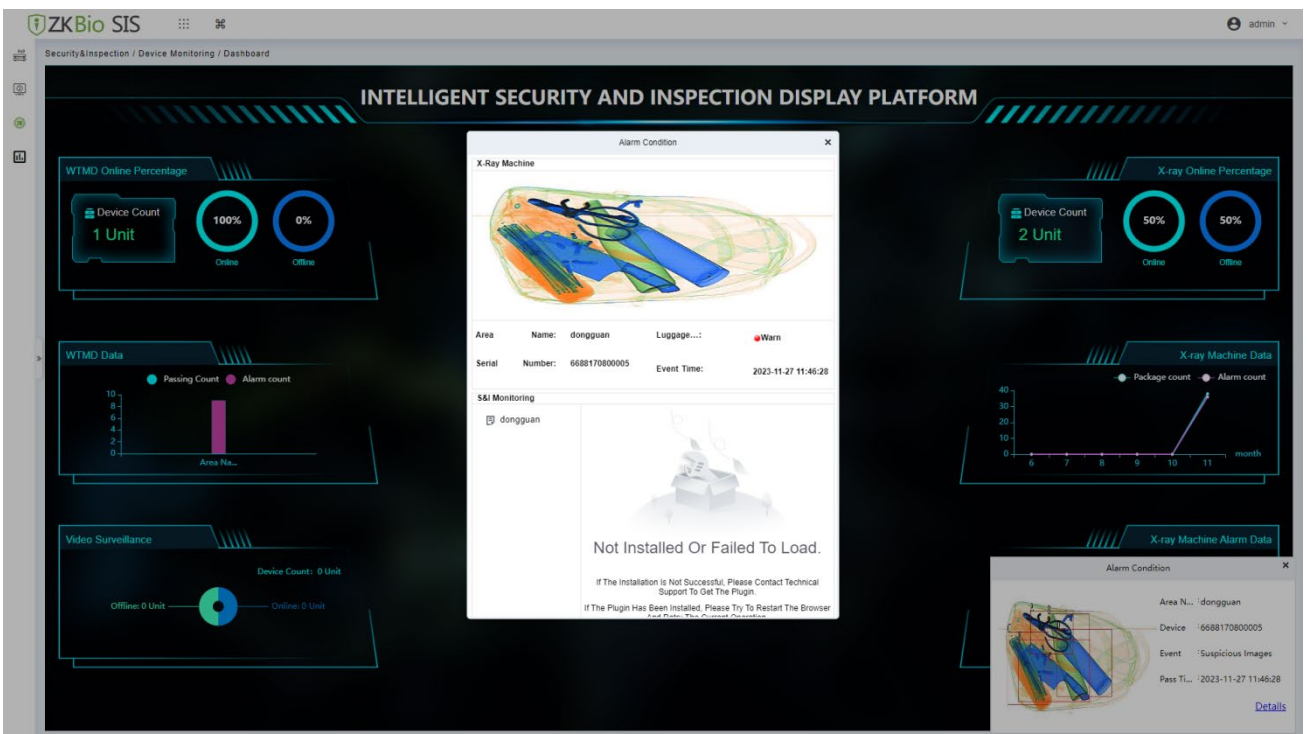 ZKBio SIS
admin
Security&Inspection / Device Monitoring / Dashboard
INTELLIGENT SECURITY AND INSPECTION DISPLAY PLATFORM
WTMD Online Percentage
Device Count
1 Unit
100%
Online
0%
Offline
WTMD Data
Passing Count
Alarm count
10
8
6
4
2
0
Area Na...
Video Surveillance
Device Count: 0 Unit
Offline: 0 Unit
Online: 0 Unit
Alarm Condition
X-Ray Machine
Area Name: dongguan
Luggage...: Warn
Serial Number: 6688170800005
Event Time: 2023-11-27 11:46:28
S&I Monitoring
dongguan
Not Installed Or Failed To Load.
If The Installation Is Not Successful, Please Contact Technical
Support To Get The Plugin.
If The Plugin Has Been Installed, Please Try To Restart The Browser
And Retry The Current Operation
X-ray Online Percentage
Device Count
2 Unit
50%
Online
50%
Offline
X-ray Machine Data
Package count
Alarm count
40
30
20
10
0
6 7 8 9 10 11 month
X-ray Machine Alarm Data
Alarm Condition
Area N... : dongguan
Device : 6688170800005
Event : Suspicious Images
Pass Ti... : 2023-11-27 11:46:28
Details